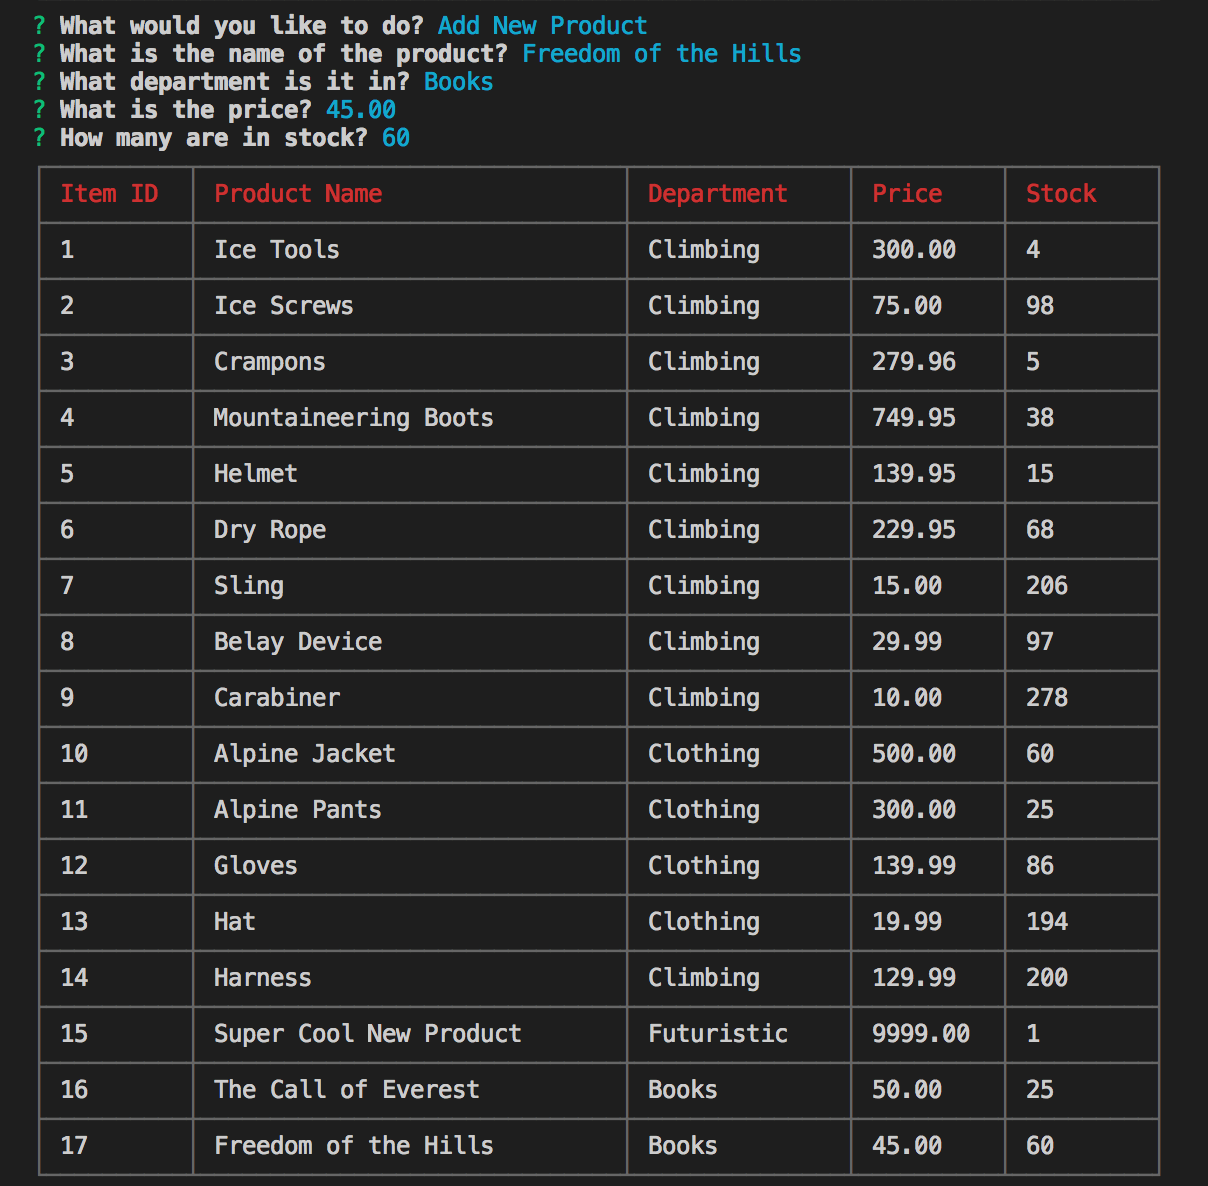 ? What would you like to do? Add New Product
? What is the name of the product? Freedom of the Hills
? What department is it in? Books
? What is the price? 45.00
? How many are in stock? 60
Item ID Product Name Department Price Stock
1 Ice Tools Climbing 300.00 4
2 Ice Screws Climbing 75.00 98
3 Crampons Climbing 279.96 5
4 Mountaineering Boots Climbing 749.95 38
5 Helmet Climbing 139.95 15
6 Dry Rope Climbing 229.95 68
7 Sling Climbing 15.00 206
8 Belay Device Climbing 29.99 97
9 Carabiner Climbing 10.00 278
10 Alpine Jacket Clothing 500.00 60
11 Alpine Pants Clothing 300.00 25
12 Gloves Clothing 139.99 86
13 Hat Clothing 19.99 194
14 Harness Climbing 129.99 200
15 Super Cool New Product Futuristic 9999.00 1
16 The Call of Everest Books 50.00 25
17 Freedom of the Hills Books 45.00 60